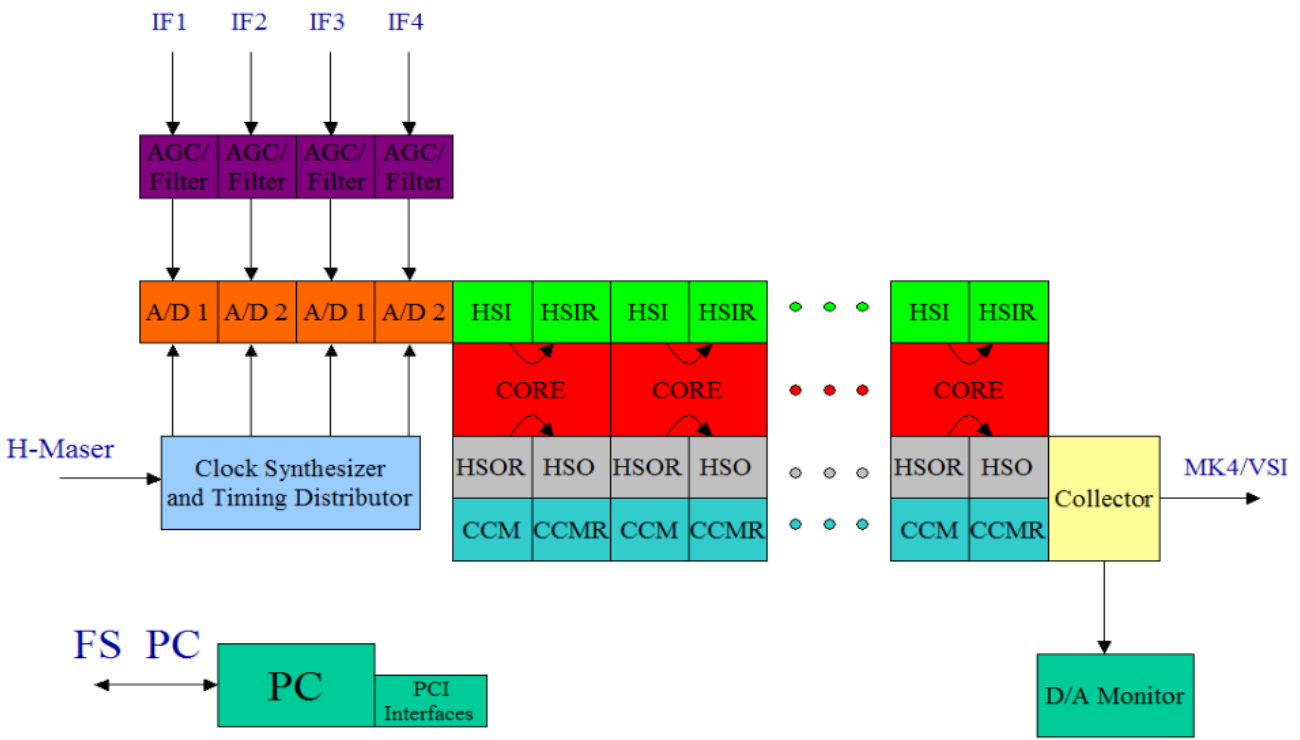 IF1 IF2 IF3 IF4
AGC/ AGC/ AGC/ AGC/
Filter Filter Filter Filter
A/D 1 A/D 2 A/D 1 A/D 2 HSI HSIR HSI HSIR HSI HSIR
CORE CORE CORE
H-Maser
Clock Synthesizer
and Timing Distributor
HSOR HSO HSOR HSO HSOR HSO
CCM CCMR CCM CCMR CCM CCMR
Collector
MK4/VSI
FS PC
PC
PCI
Interfaces
D/A Monitor